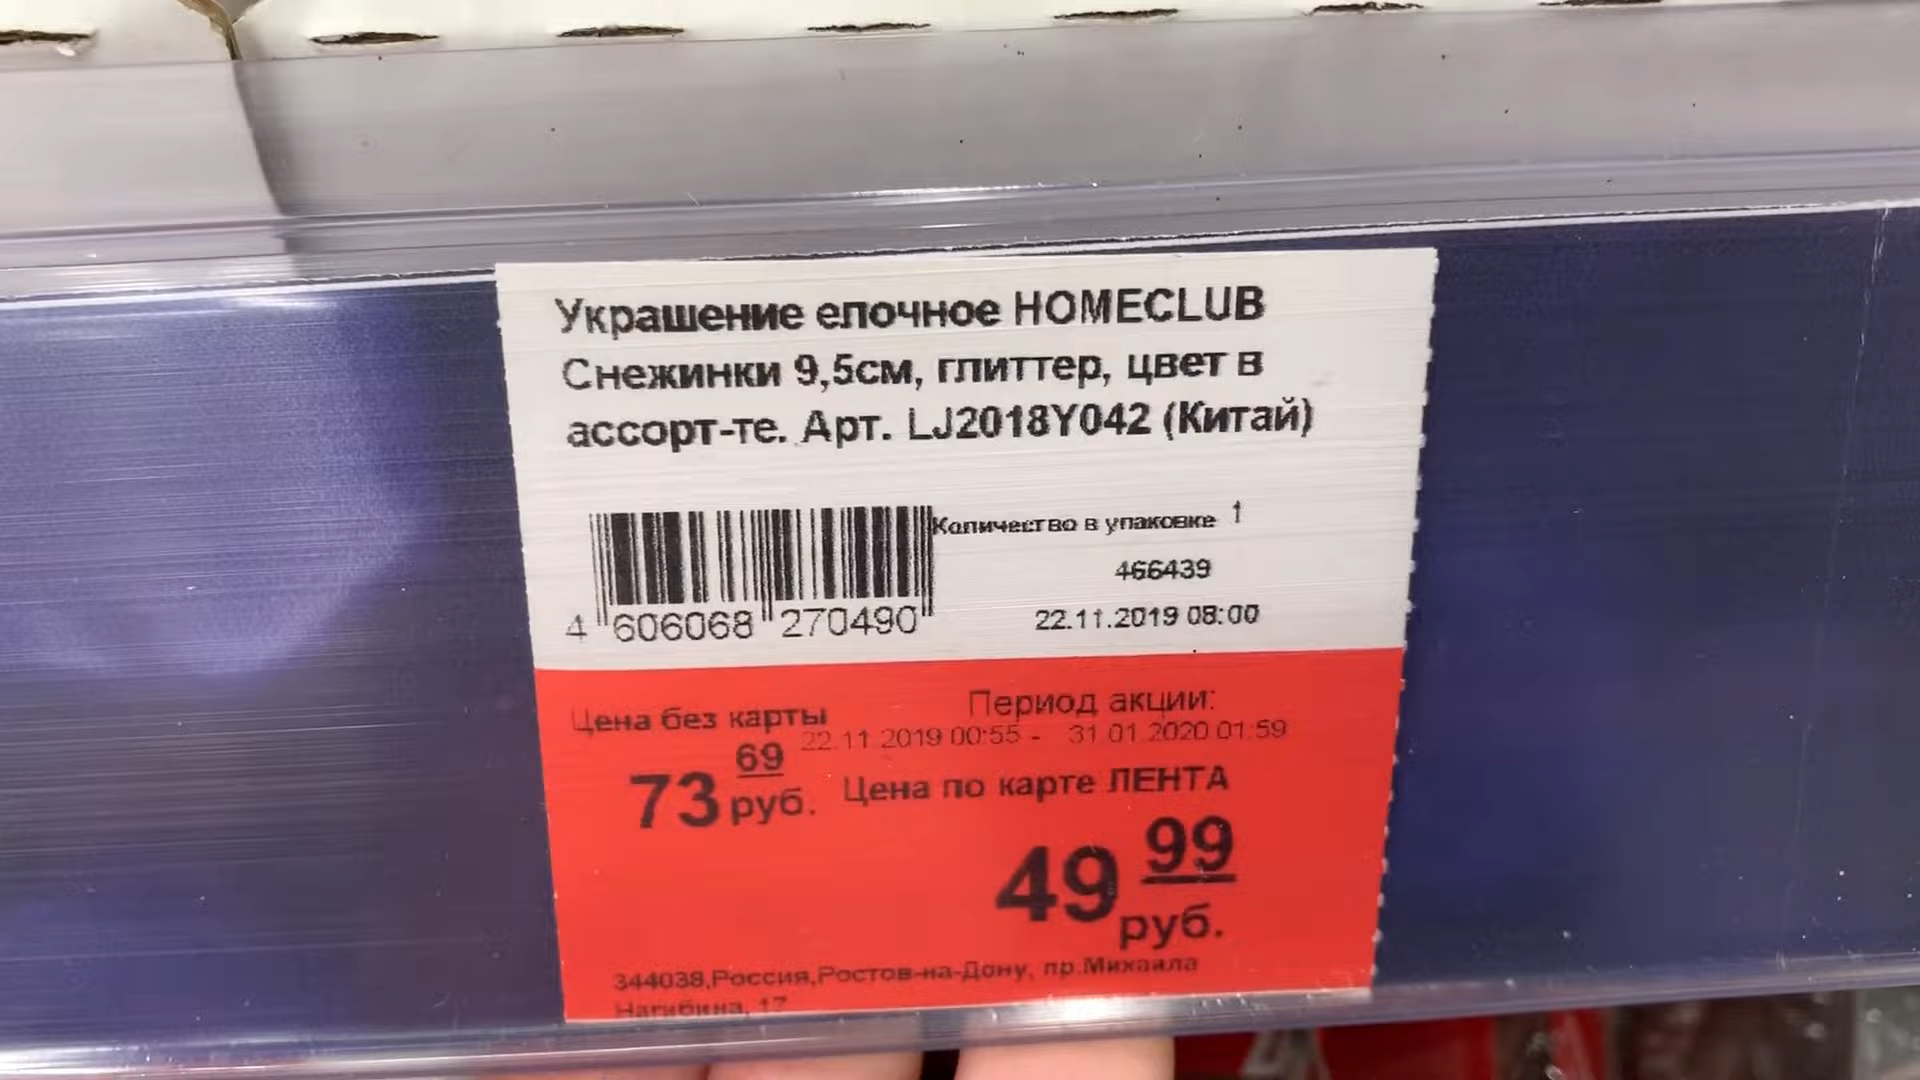 Украшение елочное HOMECLUB
Снежинки 9,5см, глиттер, цвет в
ассорт-те. Арт. LJ2018Y042 (Китай)
Количество в упаковке 1
466439
22.11.2019 08:00
4 606068 270490
Цена без карты
73 69 руб.
Период акции:
22.11.2019 00:55 - 31.01.2020 01:59
Цена по карте ЛЕНТА
49 99
руб.
344038,Россия,Ростов-на-Дону, пр.Михаила
Нагибина, 17